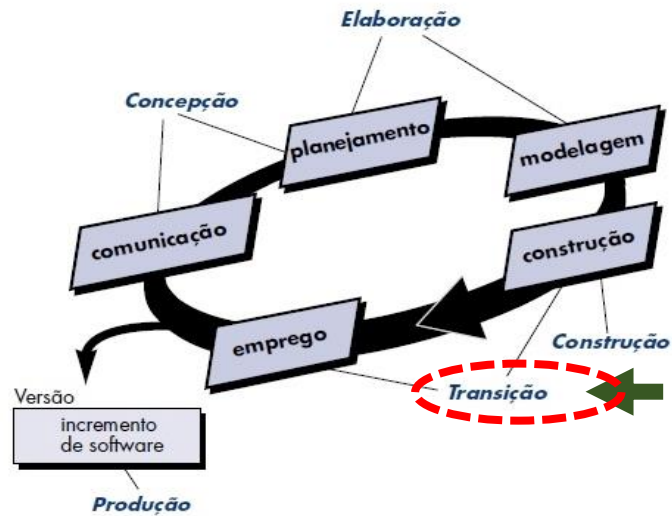 Elaboração
Concepção
planejamento
modelagem
comunicação
construção
emprego
Construção
Transição
Versão
incremento
de software
Produção